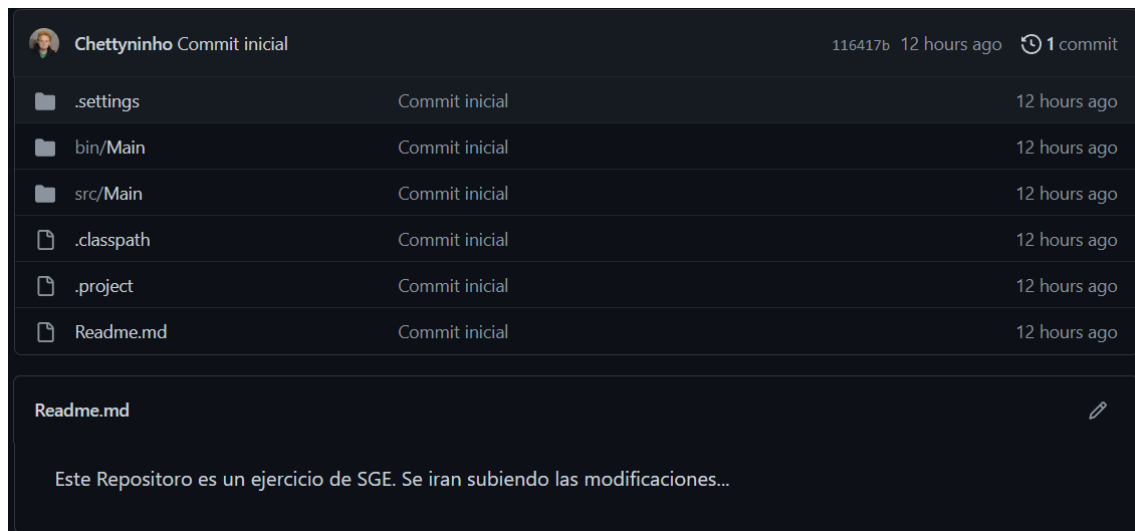 Chettyninho Commit inicial 116417b 12 hours ago 1 commit
.settings Commit inicial 12 hours ago
bin/Main Commit inicial 12 hours ago
src/Main Commit inicial 12 hours ago
.classpath Commit inicial 12 hours ago
.project Commit inicial 12 hours ago
Readme.md Commit inicial 12 hours ago
Readme.md
Este Repositoro es un ejercicio de SGE. Se iran subiendo las modificaciones...